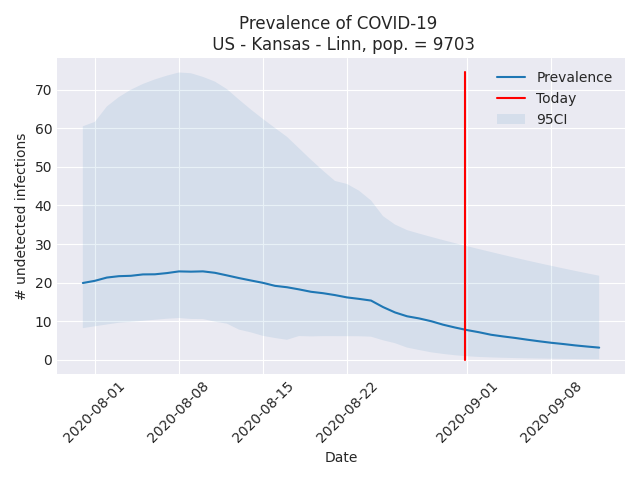 Prevalence of COVID-19
US - Kansas - Linn, pop. = 9703
Prevalence
Today
95CI
# undetected infections
70
60
50
40
30
20
10
0
2020-08-01
2020-08-08
2020-08-15
2020-08-22
2020-09-01
2020-09-08
Date